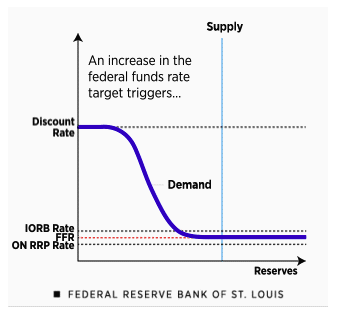 Supply
An increase in the
federal funds rate
target triggers...
Discount
Rate
Demand
IORB Rate
FFR
ON RRP Rate
Reserves
FEDERAL RESERVE BANK OF ST. LOUIS